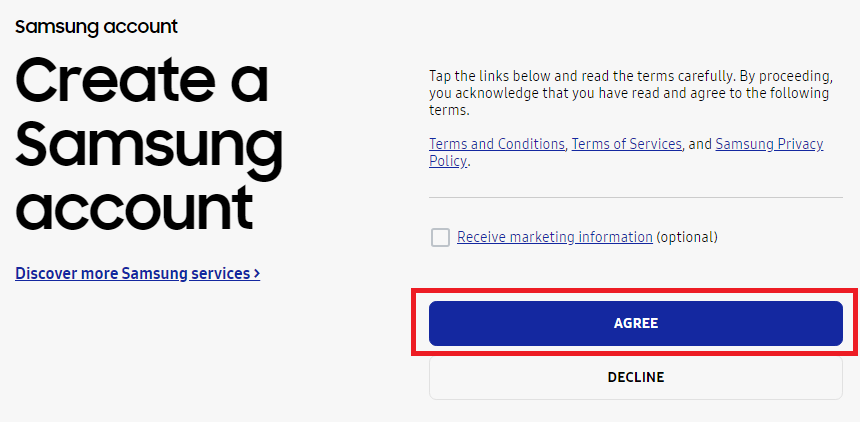 Samsung account
Create a
Samsung
account
Discover more Samsung services >
Tap the links below and read the terms carefully. By proceeding,
you acknowledge that you have read and agree to the following
terms.
Terms and Conditions, Terms of Services, and Samsung Privacy
Policy.
Receive marketing information (optional)
AGREE
DECLINE